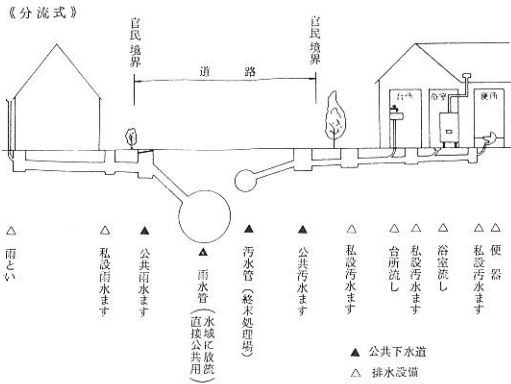 《分流式》
官民境界
道路
官民境界
台所
浴室
便所
△ 雨とい
△ 私設雨水ます
▲ 公共雨水ます
▲ 雨水管(水域に放流
直接公共用)
▲ 汚水管(終末処理場)
▲ 公共汚水ます
△ 私設汚水ます
△ 台所流し
△ 私設汚水ます
△ 浴室流し
△ 私設汚水ます
△ 便器
▲ 公共下水道
△ 排水設備